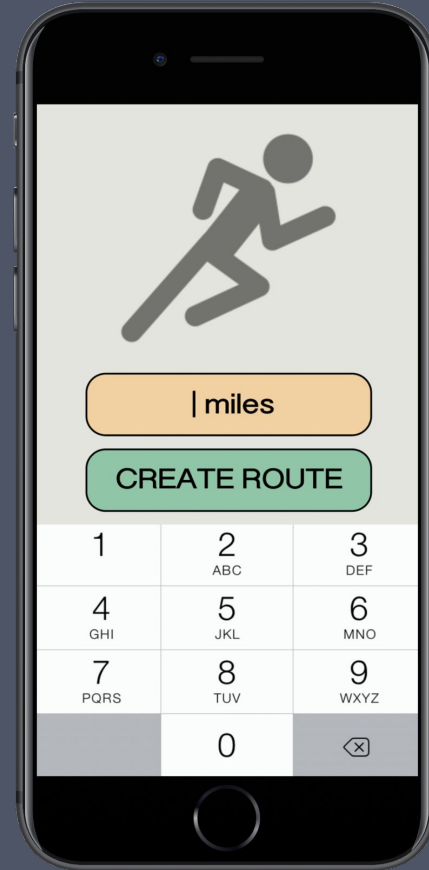 | miles
CREATE ROUTE
1 2 3
ABC DEF
4 5 6
GHI JKL MNO
7 8 9
PQRS TUV WXYZ
0